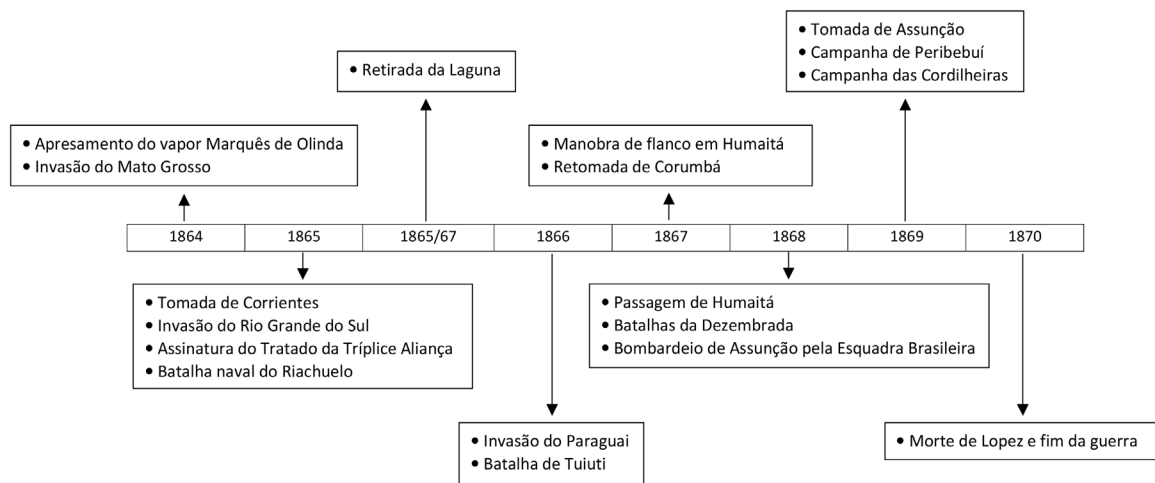 • Tomada de Assunção
• Campanha de Peribebuí
• Campanha das Cordilheiras
• Retirada da Laguna
• Apresamento do vapor Marquês de Olinda
• Invasão do Mato Grosso
• Manobra de flanco em Humaitá
• Retomada de Corumbá
1864 1865 1865/67 1866 1867 1868 1869 1870
• Tomada de Corrientes
• Invasão do Rio Grande do Sul
• Assinatura do Tratado da Tríplice Aliança
• Batalha naval do Riachuelo
• Passagem de Humaitá
• Batalhas da Dezembrada
• Bombardeio de Assunção pela Esquadra Brasileira
• Invasão do Paraguai
• Batalha de Tuiuti
• Morte de Lopez e fim da guerra